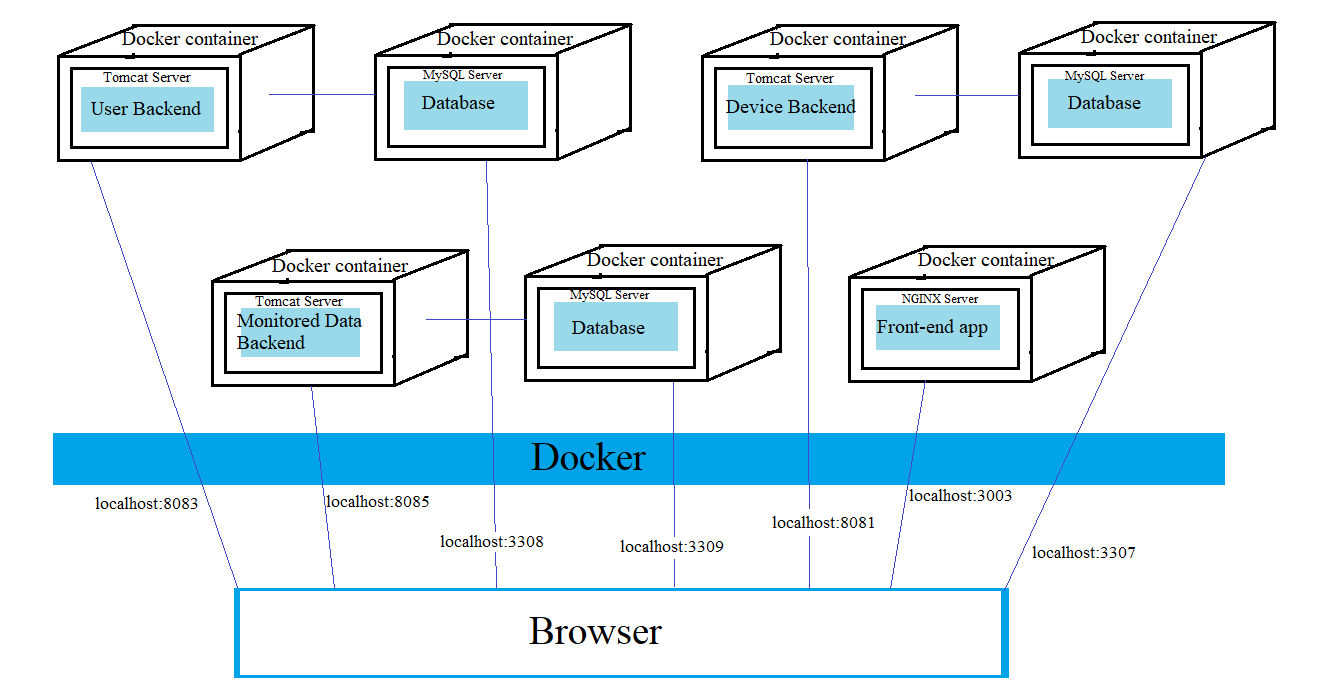 Docker container
Tomcat Server
User Backend
Docker container
MySQL Server
Database
Docker container
Tomcat Server
Device Backend
Docker container
MySQL Server
Database
Docker container
Tomcat Server
Monitored Data
Backend
Docker container
MySQL Server
Database
Docker container
NGINX Server
Front-end app
Docker
localhost:8083
localhost:8085
localhost:3308
localhost:3309
localhost:8081
localhost:3003
localhost:3307
Browser